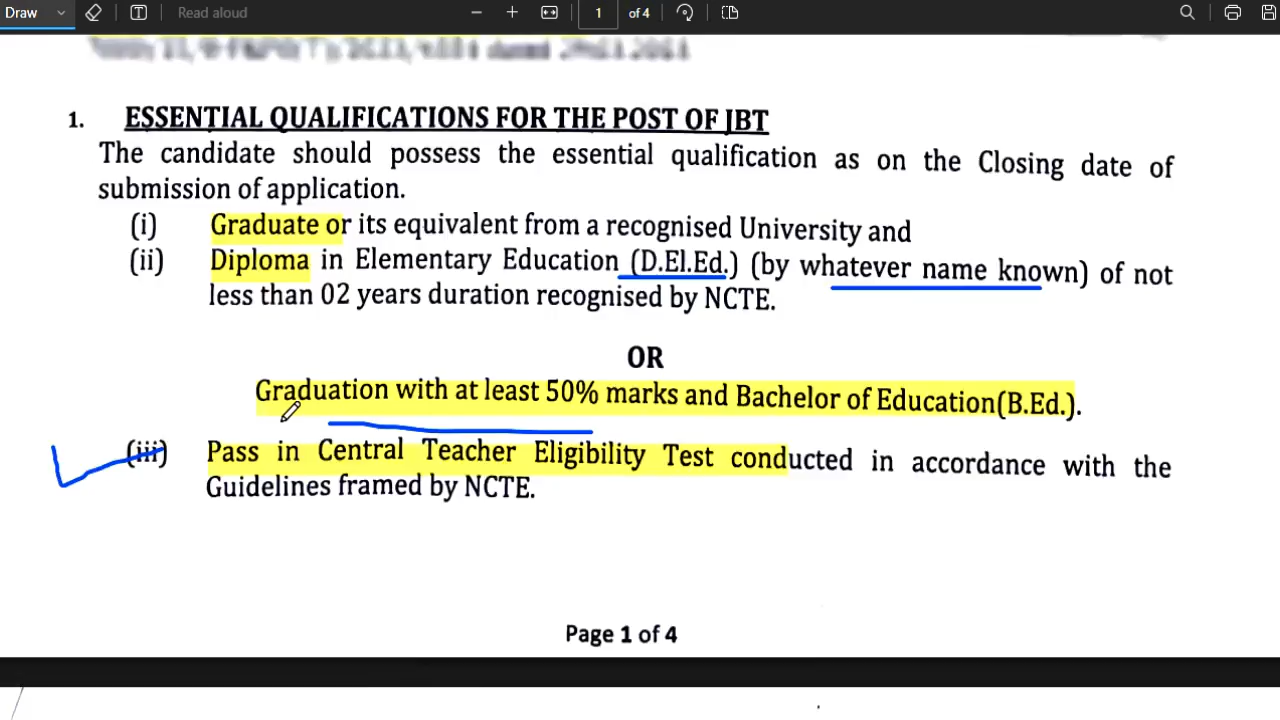 Draw
Read aloud
1 of 4
1. ESSENTIAL QUALIFICATIONS FOR THE POST OF JBT
The candidate should possess the essential qualification as on the Closing date of
submission of application.
(i) Graduate or its equivalent from a recognised University and
(ii) Diploma in Elementary Education (D.El.Ed.) (by whatever name known) of not
less than 02 years duration recognised by NCTE.
OR
Graduation with at least 50% marks and Bachelor of Education(B.Ed.).
(iii) Pass in Central Teacher Eligibility Test conducted in accordance with the
Guidelines framed by NCTE.
Page 1 of 4